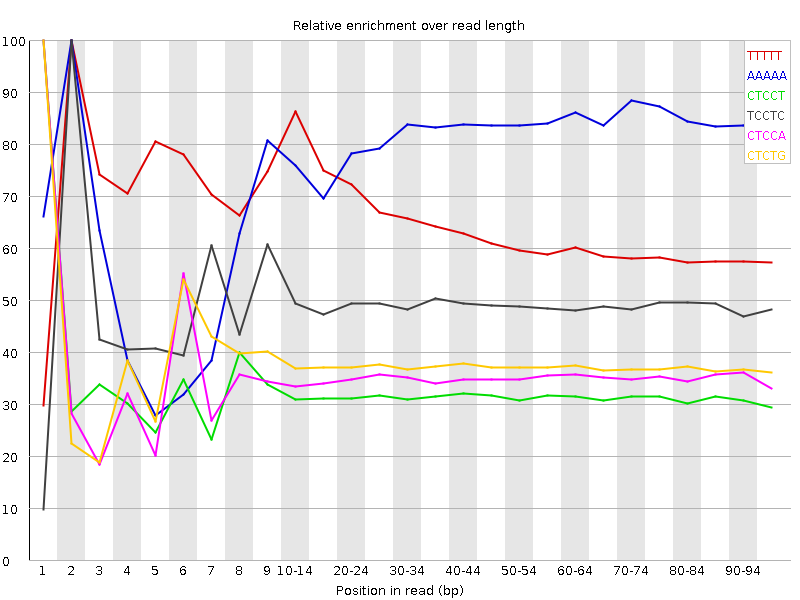 Relative enrichment over read length
100
90
80
70
60
50
40
30
20
10
0
TTTTT
AAAAA
CTCCT
TCCTC
CTCCA
CTCTG
1 2 3 4 5 6 7 8 9 10-14 20-24 30-34 40-44 50-54 60-64 70-74 80-84 90-94
Position in read (bp)